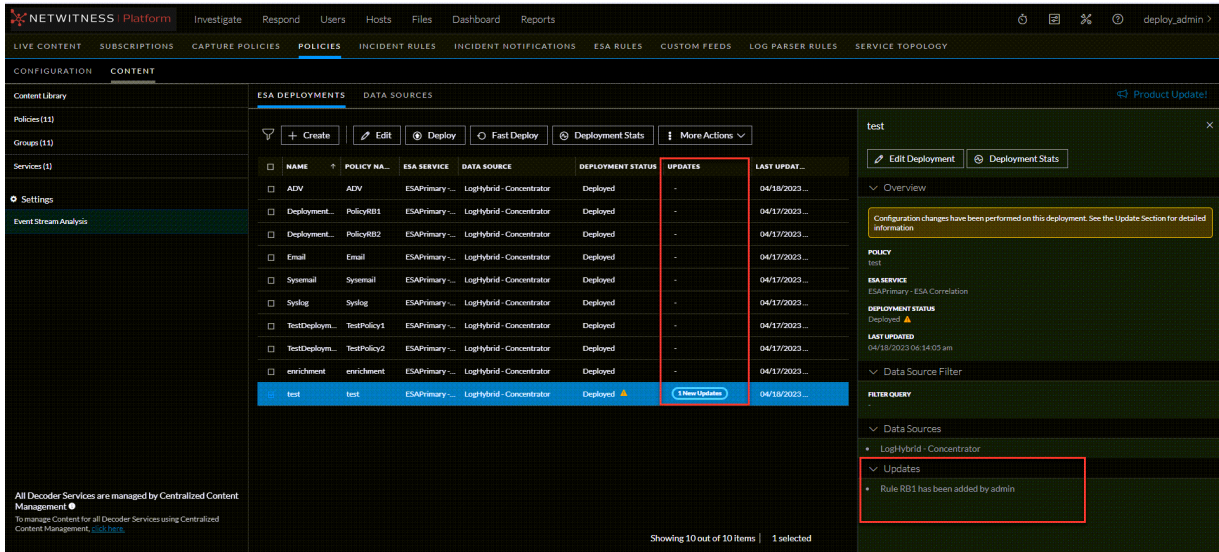 NETWITNESS | Platform Investigate Respond Users Hosts Files Dashboard Reports deploy_admin >
LIVE CONTENT SUBSCRIPTIONS CAPTURE POLICIES POLICIES INCIDENT RULES INCIDENT NOTIFICATIONS ESA RULES CUSTOM FEEDS LOG PARSER RULES SERVICE TOPOLOGY
CONFIGURATION CONTENT
Content Library
Policies (11)
Groups (11)
Services (1)
Settings
Event Stream Analysis
All Decoder Services are managed by Centralized Content
Management
To manage Content for all Decoder Services using Centralized
Content Management, click here.
ESA DEPLOYMENTS DATA SOURCES Product Update!
+ Create Edit Deploy Fast Deploy Deployment Stats More Actions
NAME ↑ POLICY NA... ESA SERVICE DATA SOURCE DEPLOYMENT STATUS UPDATES LAST UPDAT...
ADV ADV ESAPrimary -... LogHybrid - Concentrator Deployed - 04/18/2023 ...
Deployment... PolicyRB1 ESAPrimary -... LogHybrid - Concentrator Deployed - 04/17/2023 ...
Deployment... PolicyRB2 ESAPrimary -... LogHybrid - Concentrator Deployed - 04/17/2023 ...
Email Email ESAPrimary -... LogHybrid - Concentrator Deployed - 04/17/2023 ...
Sysemail Sysemail ESAPrimary -... LogHybrid - Concentrator Deployed - 04/17/2023 ...
Syslog Syslog ESAPrimary -... LogHybrid - Concentrator Deployed - 04/17/2023 ...
TestDeploym... TestPolicy1 ESAPrimary -... LogHybrid - Concentrator Deployed - 04/17/2023 ...
TestDeploym... TestPolicy2 ESAPrimary -... LogHybrid - Concentrator Deployed - 04/17/2023 ...
enrichment enrichment ESAPrimary -... LogHybrid - Concentrator Deployed - 04/17/2023 ...
test test ESAPrimary -... LogHybrid - Concentrator Deployed 1 New Updates 04/18/2023 ...
Showing 10 out of 10 items | 1 selected
test ×
Edit Deployment Deployment Stats
Overview
Configuration changes have been performed on this deployment. See the Update Section for detailed
information
POLICY
test
ESA SERVICE
ESAPrimary - ESA Correlation
DEPLOYMENT STATUS
Deployed
LAST UPDATED
04/18/2023 06:14:05 am
Data Source Filter
FILTER QUERY
-
Data Sources
• LogHybrid - Concentrator
Updates
• Rule RB1 has been added by admin